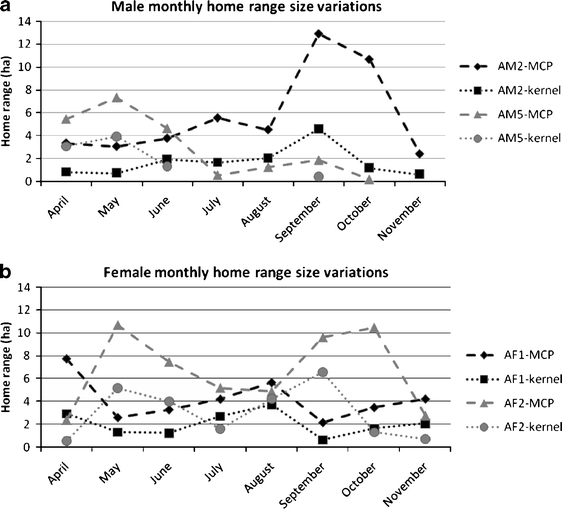 a
Male monthly home range size variations
Home range (ha)
14
12
10
8
6
4
2
0
April
May
June
July
August
September
October
November
AM2-MCP
AM2-kernel
AM5-MCP
AM5-kernel
b
Female monthly home range size variations
Home range (ha)
14
12
10
8
6
4
2
0
April
May
June
July
August
September
October
November
AF1-MCP
AF1-kernel
AF2-MCP
AF2-kernel